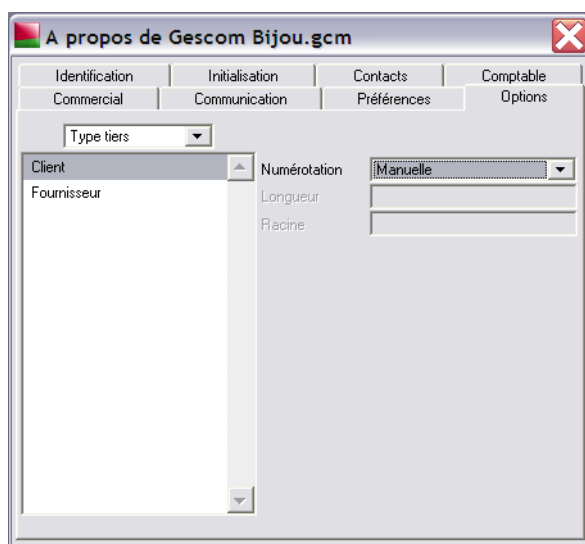 A propos de Gescom Bijou.gcm
Identification Initialisation Contacts Comptable
Commercial Communication Préférences Options
Type tiers
Client
Fournisseur
Numérotation Manuelle
Longueur
Racine